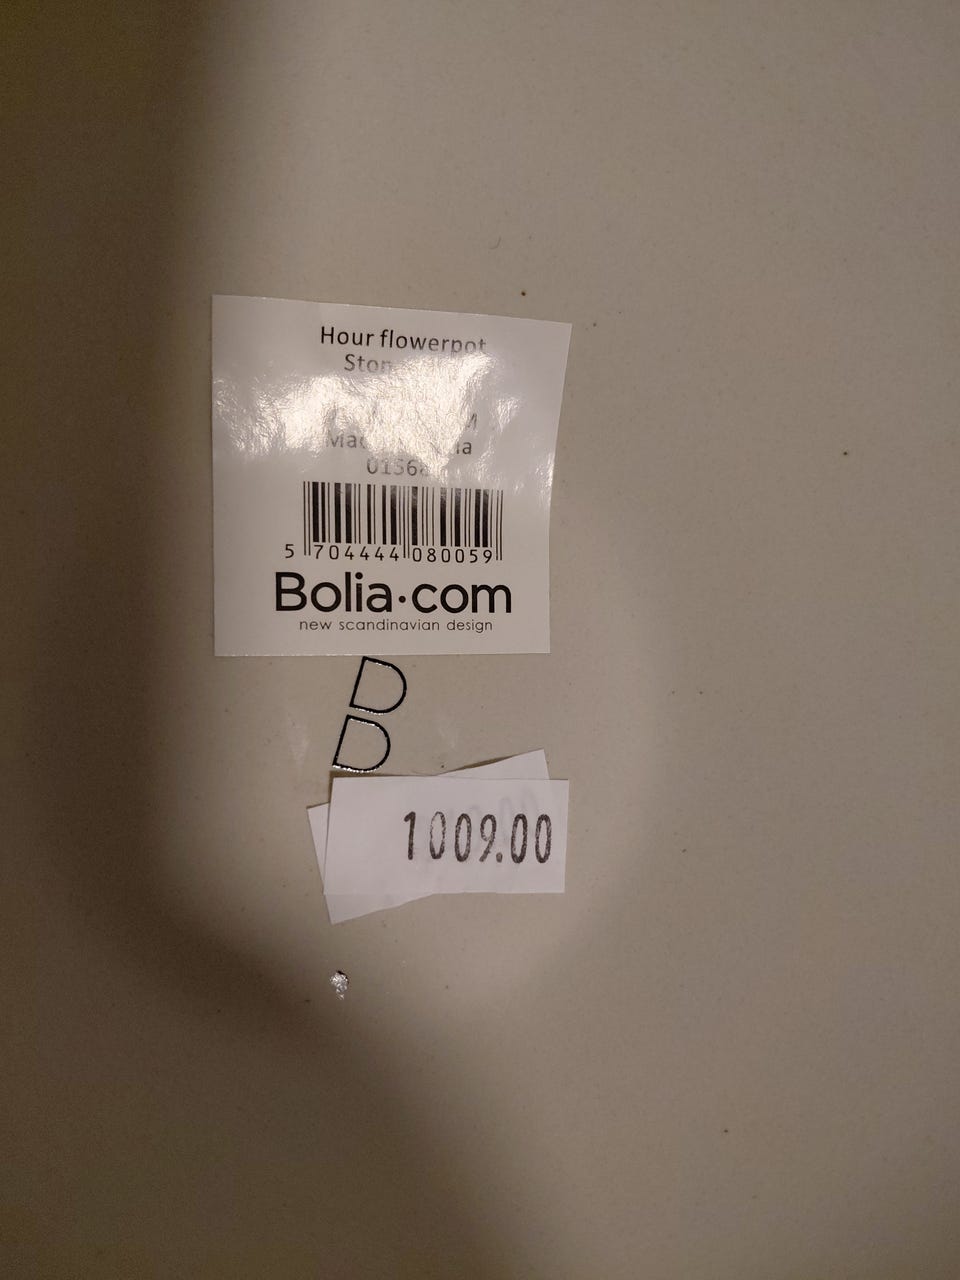 Hour flowerpot
5 704444 080059
Bolia.com
new scandinavian design
B
1009.00